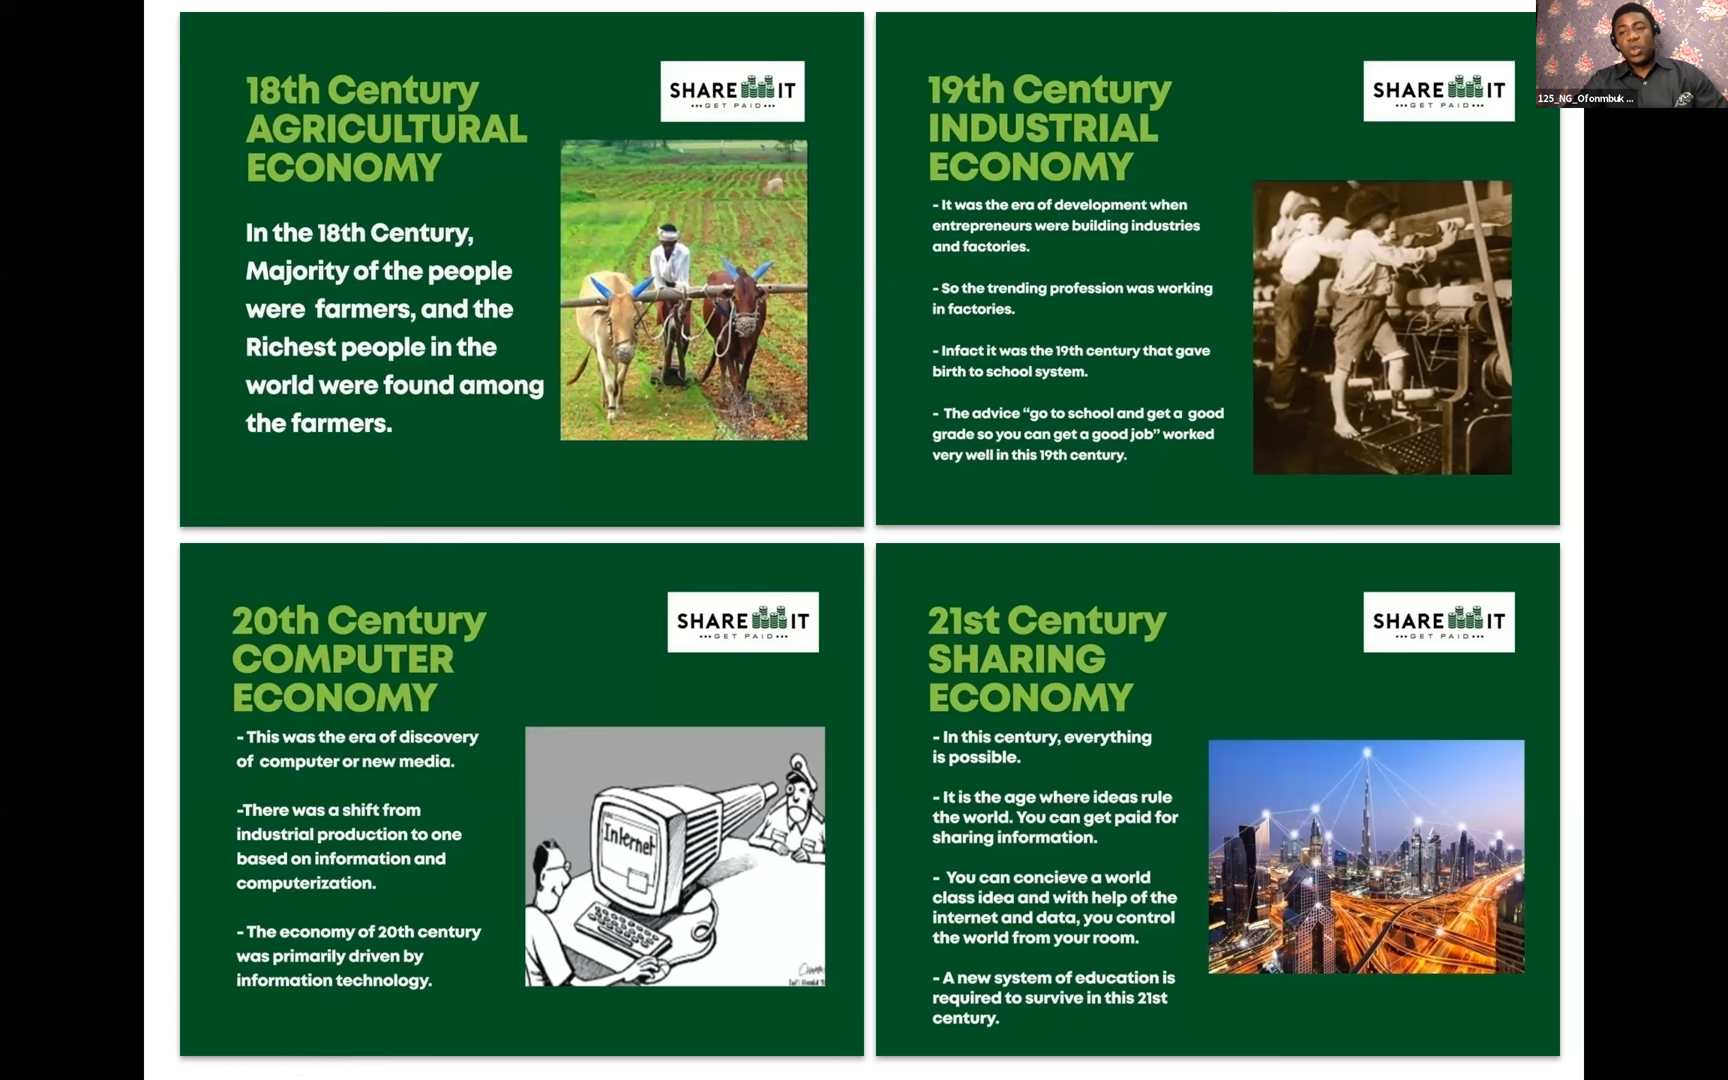 18th Century
AGRICULTURAL
ECONOMY
SHARE IT
•••GET PAID•••
In the 18th Century,
Majority of the people
were farmers, and the
Richest people in the
world were found among
the farmers.
19th Century
INDUSTRIAL
ECONOMY
SHARE IT
•••GET PAID•••
- It was the era of development when
entrepreneurs were building industries
and factories.
- So the trending profession was working
in factories.
- Infact it was the 19th century that gave
birth to school system.
- The advice “go to school and get a good
grade so you can get a good job” worked
very well in this 19th century.
125_NG_Ofonmbuk ...
20th Century
COMPUTER
ECONOMY
SHARE IT
•••GET PAID•••
- This was the era of discovery
of computer or new media.
-There was a shift from
industrial production to one
based on information and
computerization.
- The economy of 20th century
was primarily driven by
information technology.
Internet
21st Century
SHARING
ECONOMY
SHARE IT
•••GET PAID•••
- In this century, everything
is possible.
- It is the age where ideas rule
the world. You can get paid for
sharing information.
- You can concieve a world
class idea and with help of the
internet and data, you control
the world from your room.
- A new system of education is
required to survive in this 21st
century.